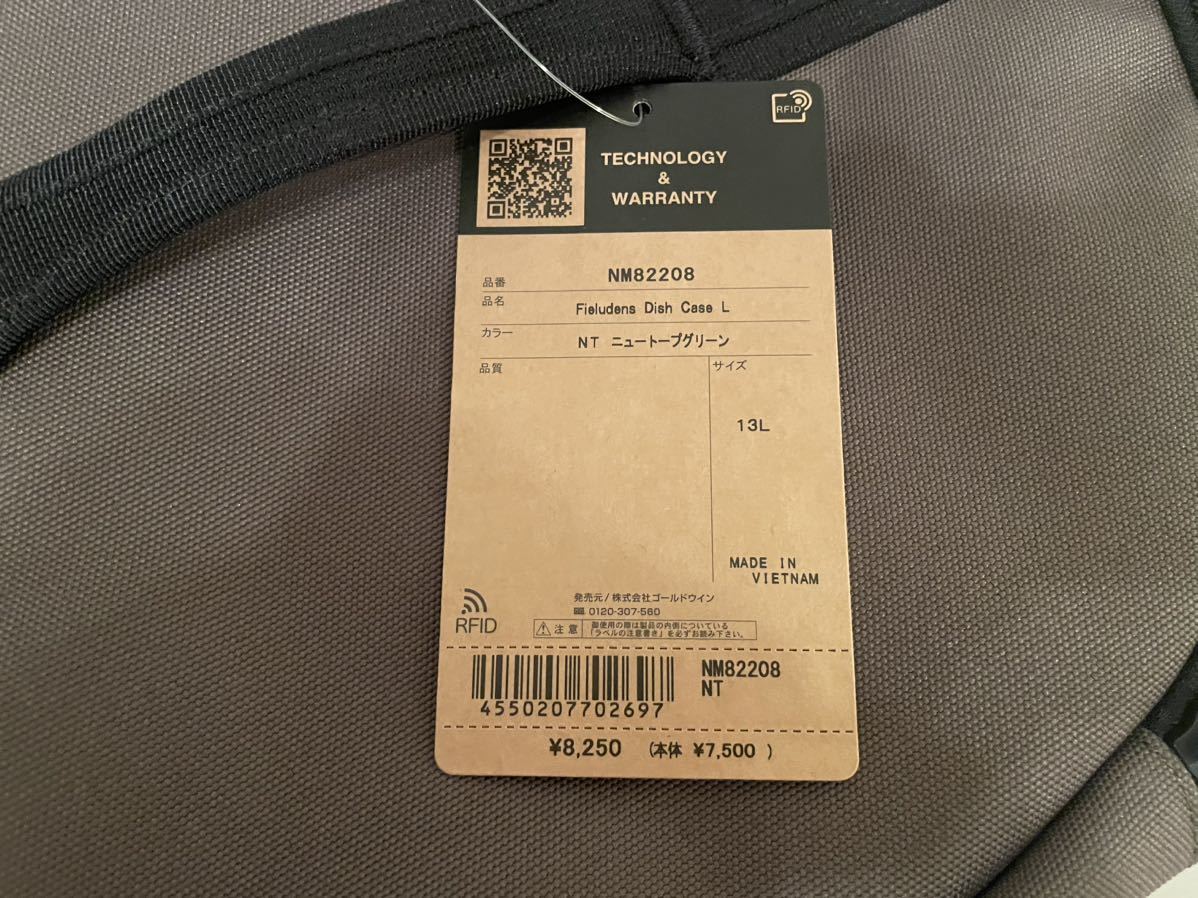 RFID
TECHNOLOGY
&
WARRANTY
品番 NM82208
品名 Fieludens Dish Case L
カラー NT ニュートープグリーン
品質
サイズ
13L
MADE IN
VIETNAM
RFID
発売元/株式会社ゴールドウイン
0120-307-560
注意
御使用の際は製品の内側についている
「ラベルの注意書き」を必ずお読み下さい。
4550207702697
NM82208
NT
¥8,250 (本体 ¥7,500 )